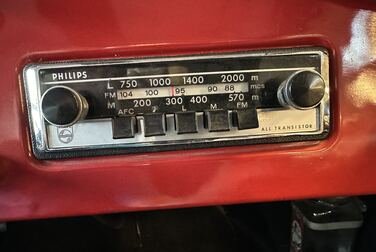 PHILIPS
L 750 1000 1400 2000 m
FM 104 100 95 90 88 mcs
M 200 300 400 570 m
AFC L M FM
ALL TRANSISTOR